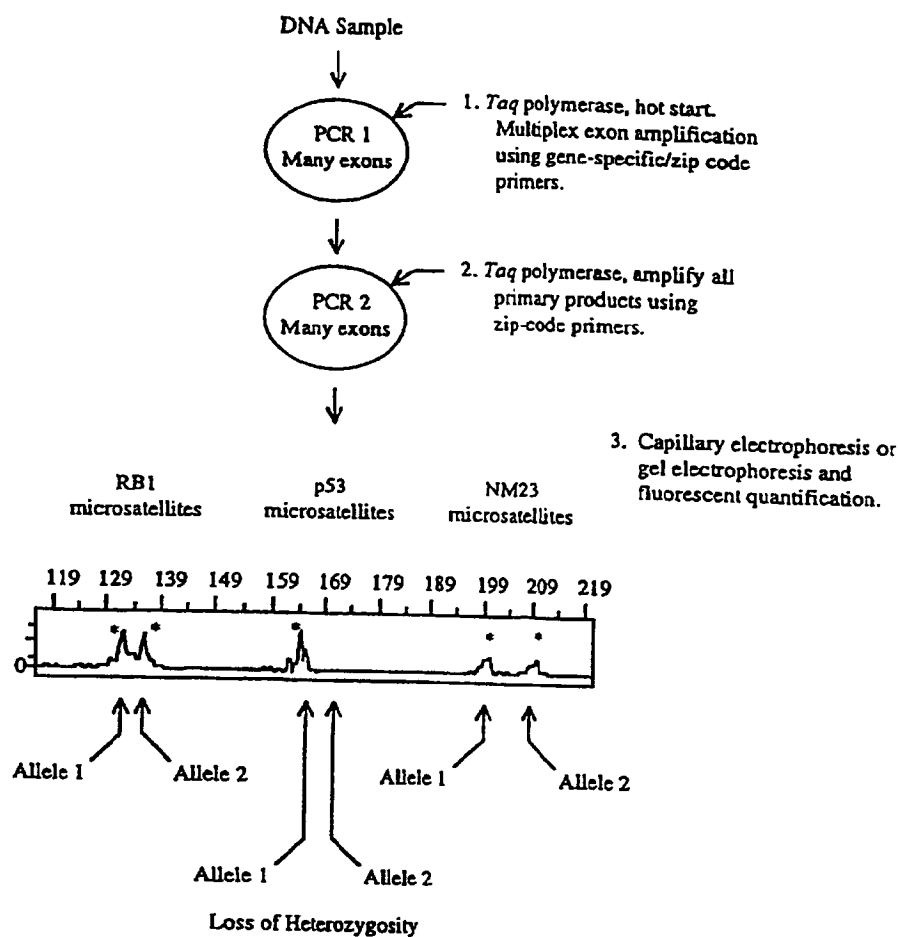 DNA Sample
PCR 1
Many exons
1. Taq polymerase, hot start.
Multiplex exon amplification
using gene-specific/zip code
primers.
PCR 2
Many exons
2. Taq polymerase, amplify all
primary products using
zip-code primers.
3. Capillary electrophoresis or
gel electrophoresis and
fluorescent quantification.
RB1
microsatellites
p53
microsatellites
NM23
microsatellites
119 129 139 149 159 169 179 189 199 209 219
* * * * *
0
Allele 1
Allele 2
Allele 1
Allele 2
Allele 1
Allele 2
Loss of Heterozygosity